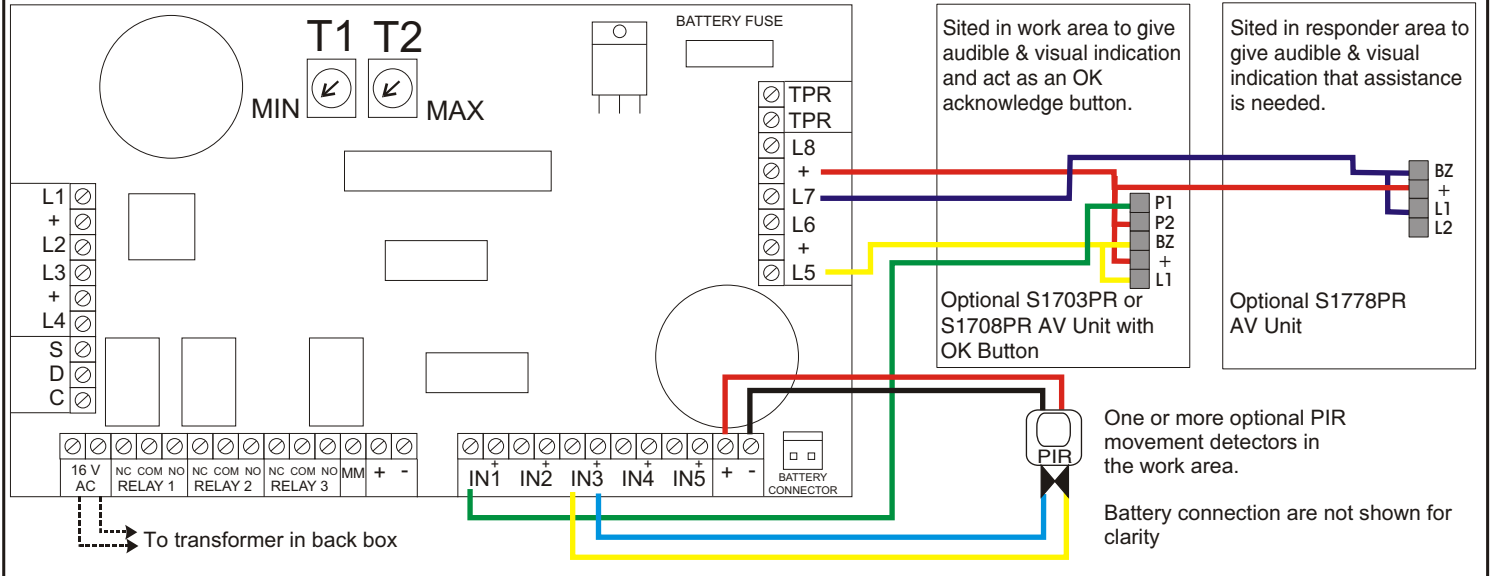 T1 T2
MIN
MAX
BATTERY FUSE
TPR
TPR
L8
+
L7
L6
+
L5
L1
+
L2
L3
+
L4
S
D
C
16 V
AC
NC COM NO
RELAY 1
NC COM NO
RELAY 2
NC COM NO
RELAY 3
MM
+
-
IN1 +
IN2 +
IN3 +
IN4 +
IN5 +
+
-
BATTERY
CONNECTOR
To transformer in back box
Sited in work area to give
audible & visual indication
and act as an OK
acknowledge button.
P1
P2
BZ
+
L1
Optional S1703PR or
S1708PR AV Unit with
OK Button
Sited in responder area to
give audible & visual
indication that assistance
is needed.
BZ
+
L1
L2
Optional S1778PR
AV Unit
PIR
One or more optional PIR
movement detectors in
the work area.
Battery connection are not shown for
clarity